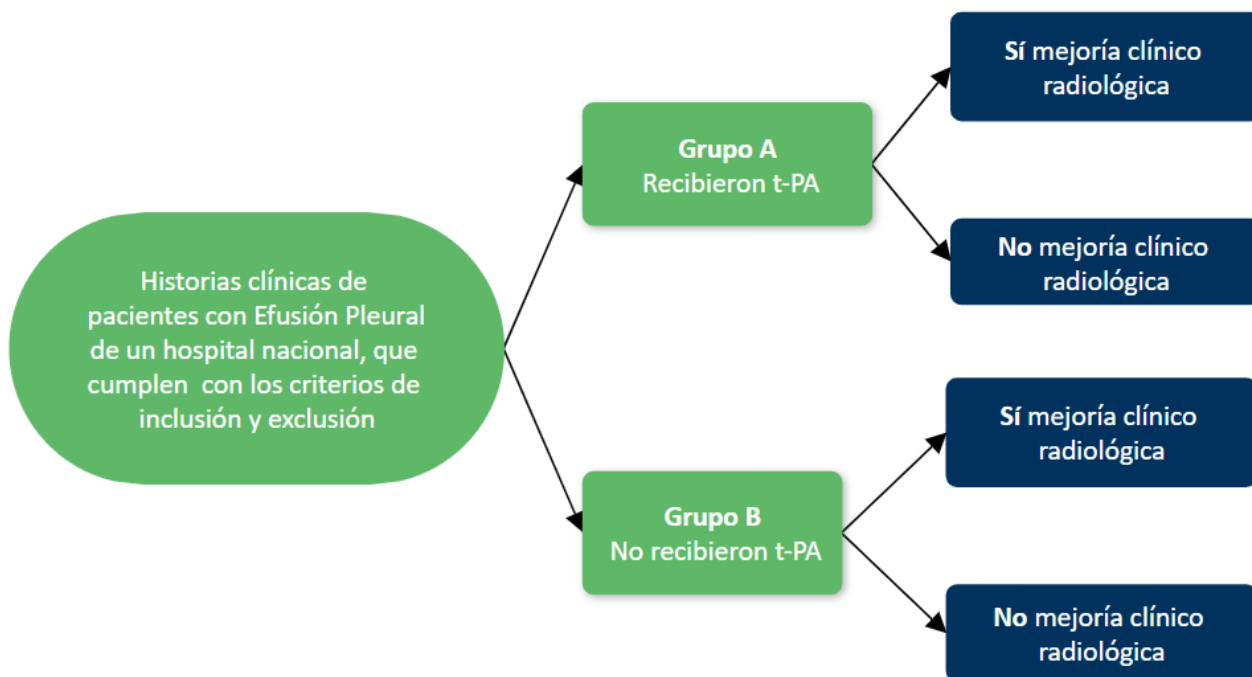 Historias clínicas de
pacientes con Efusión Pleural
de un hospital nacional, que
cumplen con los criterios de
inclusión y exclusión
Grupo A
Recibieron t-PA
Sí mejoría clínico
radiológica
No mejoría clínico
radiológica
Grupo B
No recibieron t-PA
Sí mejoría clínico
radiológica
No mejoría clínico
radiológica